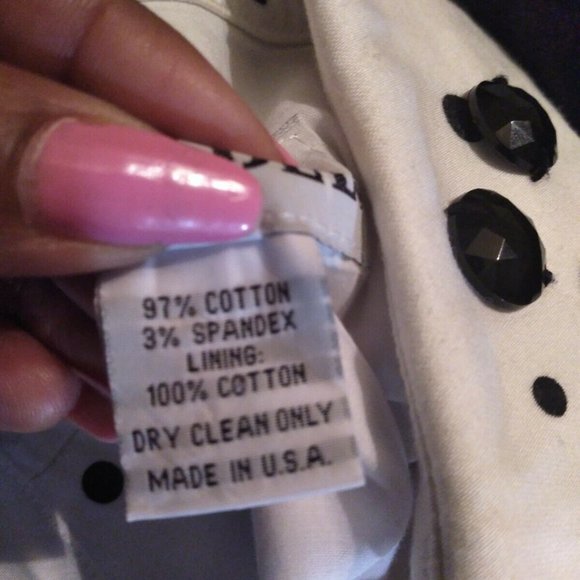 97% COTTON
3% SPANDEX
LINING:
100% COTTON
DRY CLEAN ONLY
MADE IN U.S.A.